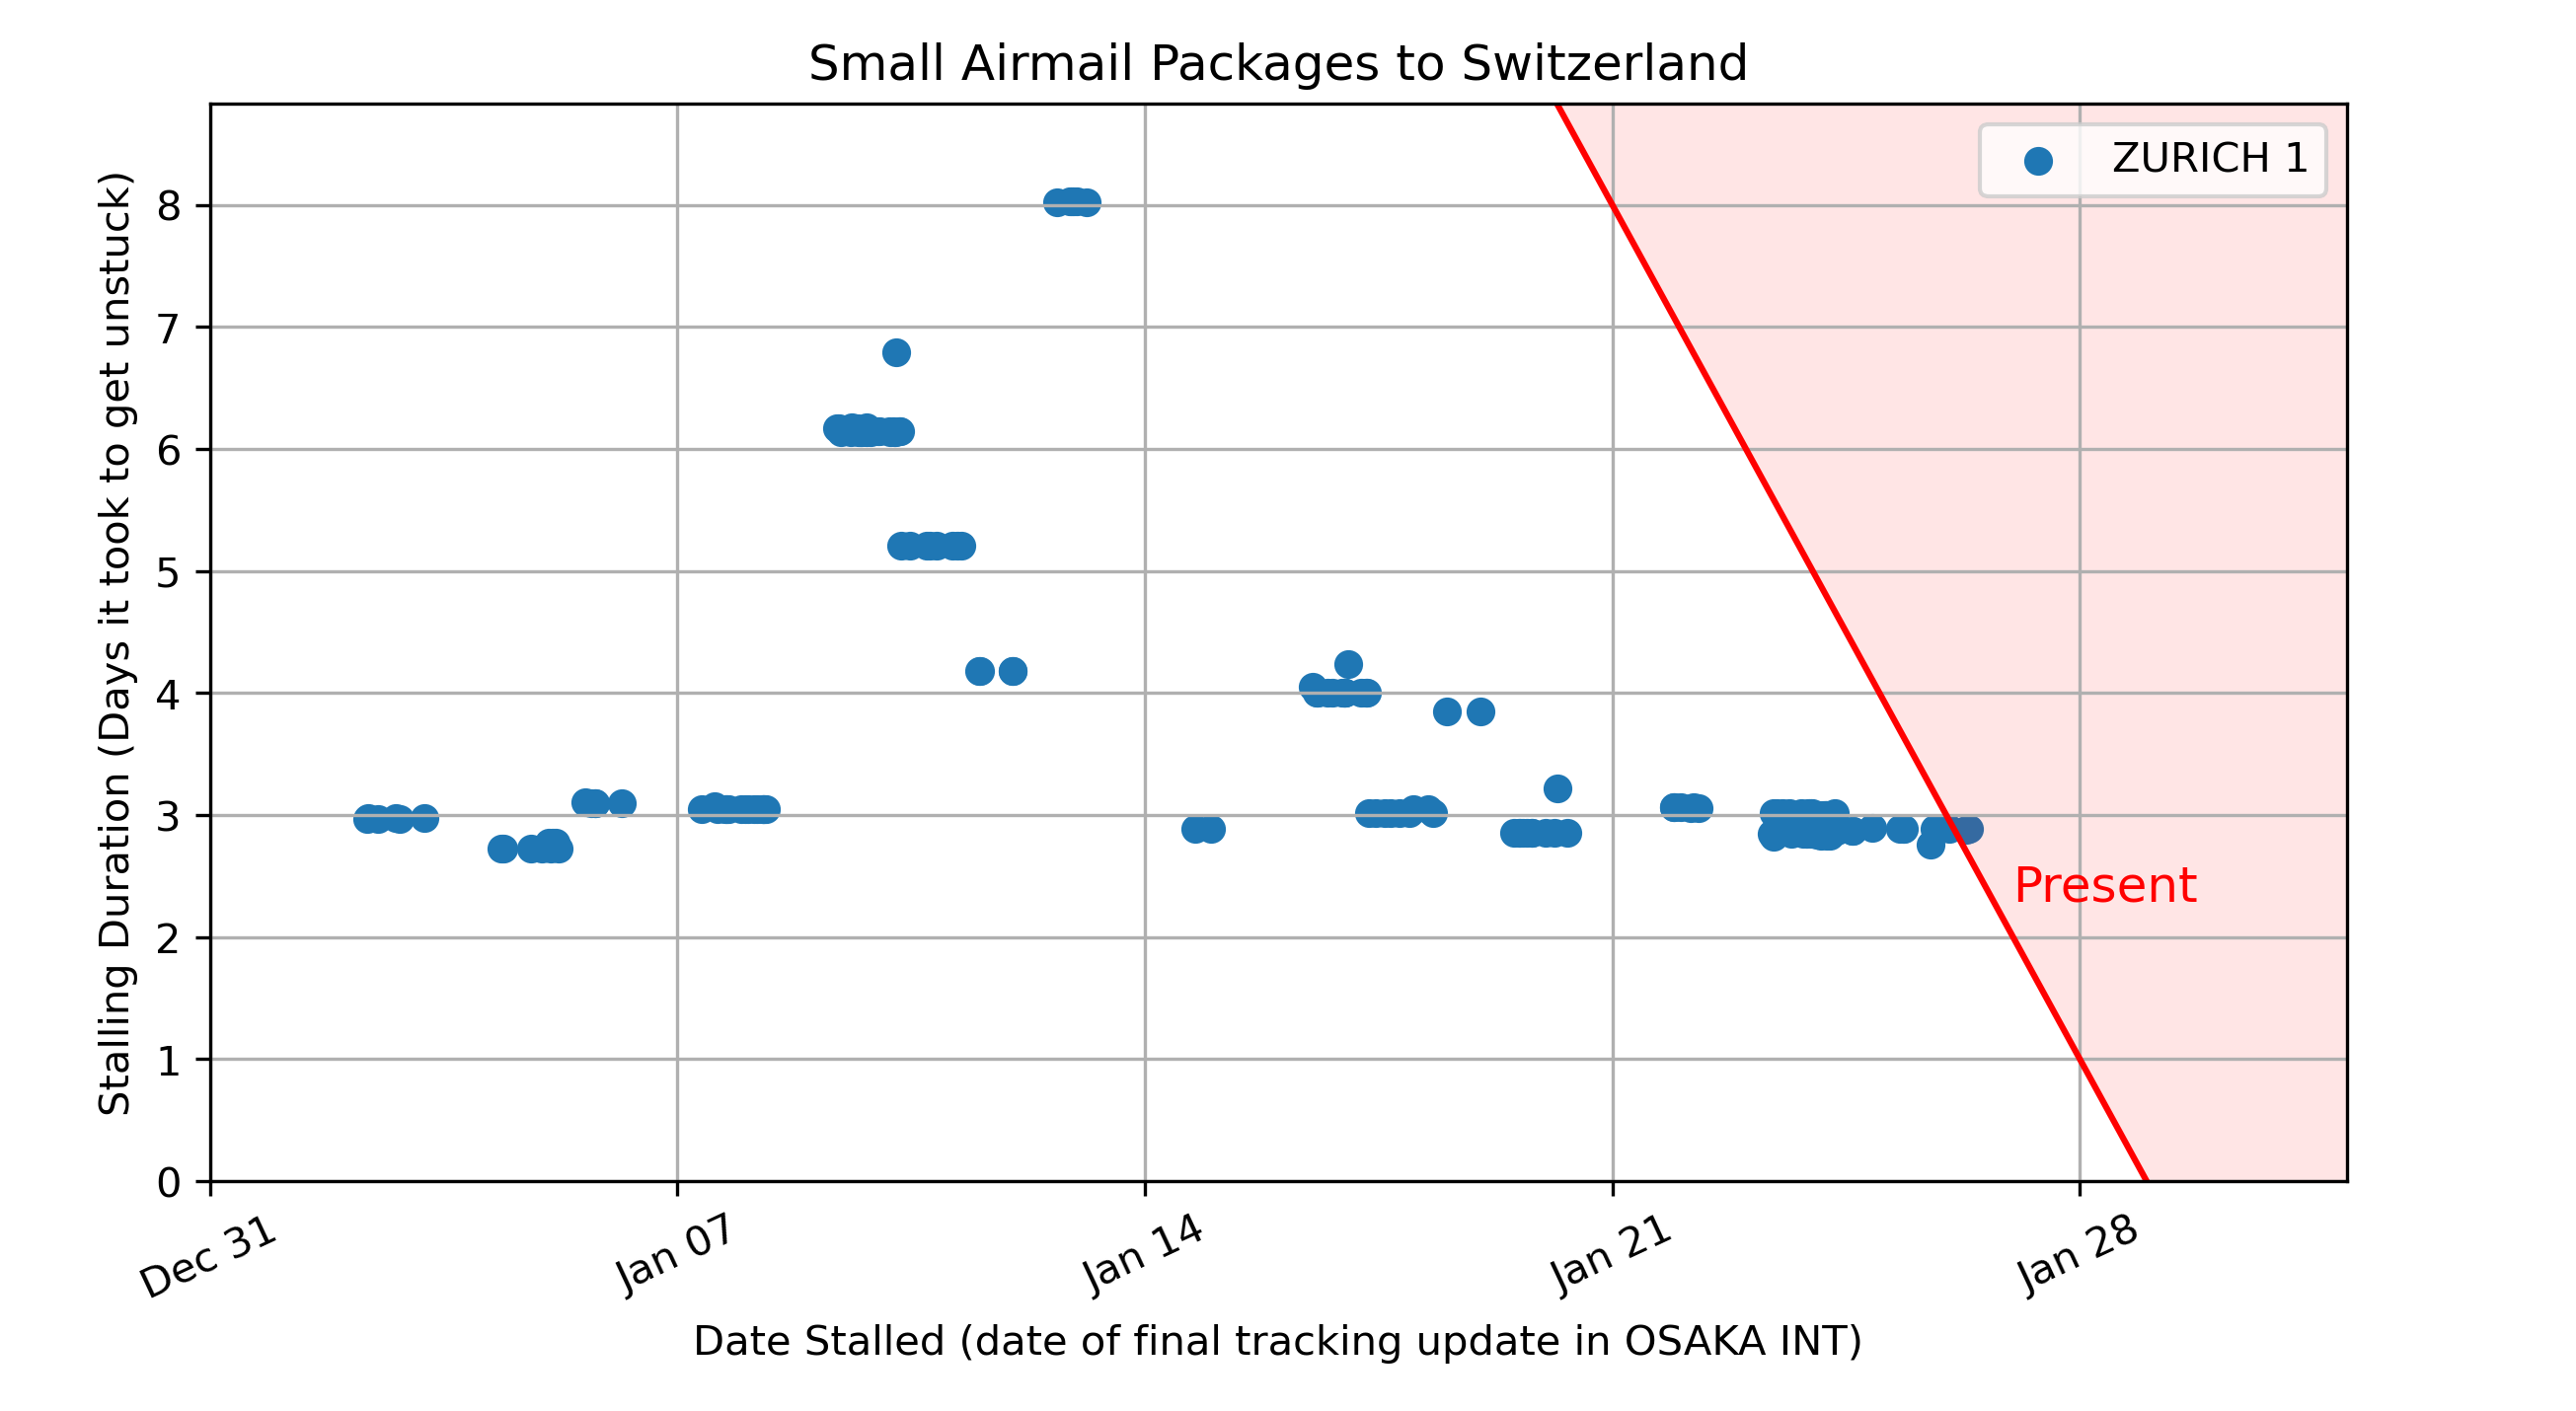 Small Airmail Packages to Switzerland
ZURICH 1
Stalling Duration (Days it took to get unstuck)
8
7
6
5
4
3
2
1
0
Present
Dec 31
Jan 07
Jan 14
Jan 21
Jan 28
Date Stalled (date of final tracking update in OSAKA INT)